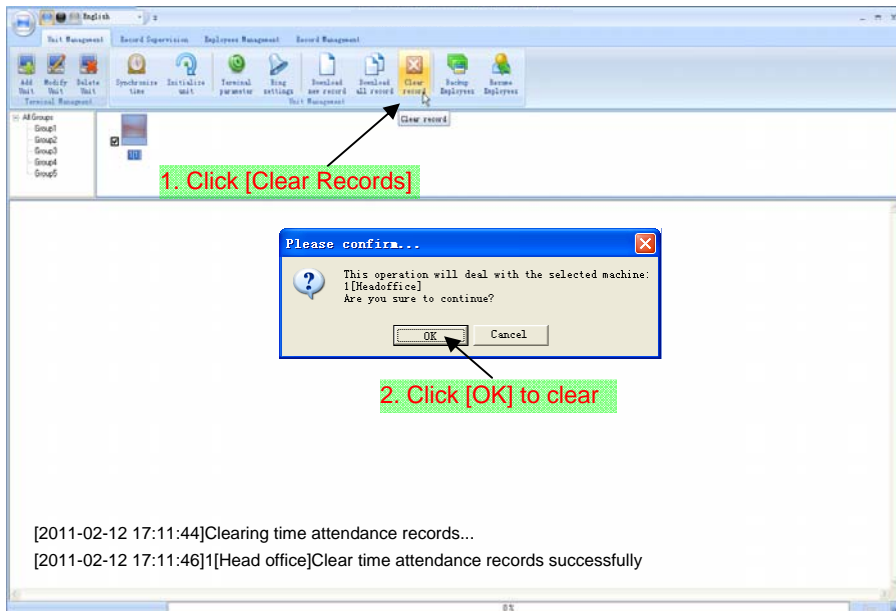 English
Unit Management Record Supervision Employees Management Record Management
Add Unit
Modify Unit
Delete Unit
Synchronize time
Initialize unit
Terminal parameter
Ring settings
Download new record
Download all record
Clear record
Backup Employees
Resume Employees
Terminal Management
Unit Management
Clear record
All Groups
Group1
Group2
Group3
Group4
Group5
1. Click [Clear Records]
Please confirm...
This operation will deal with the selected machine:
1[Headoffice]
Are you sure to continue?
OK Cancel
2. Click [OK] to clear
[2011-02-12 17:11:44]Clearing time attendance records...
[2011-02-12 17:11:46]1[Head office]Clear time attendance records successfully
0%